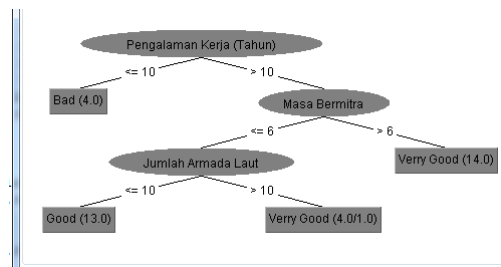 Pengalaman Kerja (Tahun)
<= 10
> 10
Bad (4.0)
Masa Bermitra
<= 6
> 6
Jumlah Armada Laut
Verry Good (14.0)
<= 10
> 10
Good (13.0)
Verry Good (4.0/1.0)